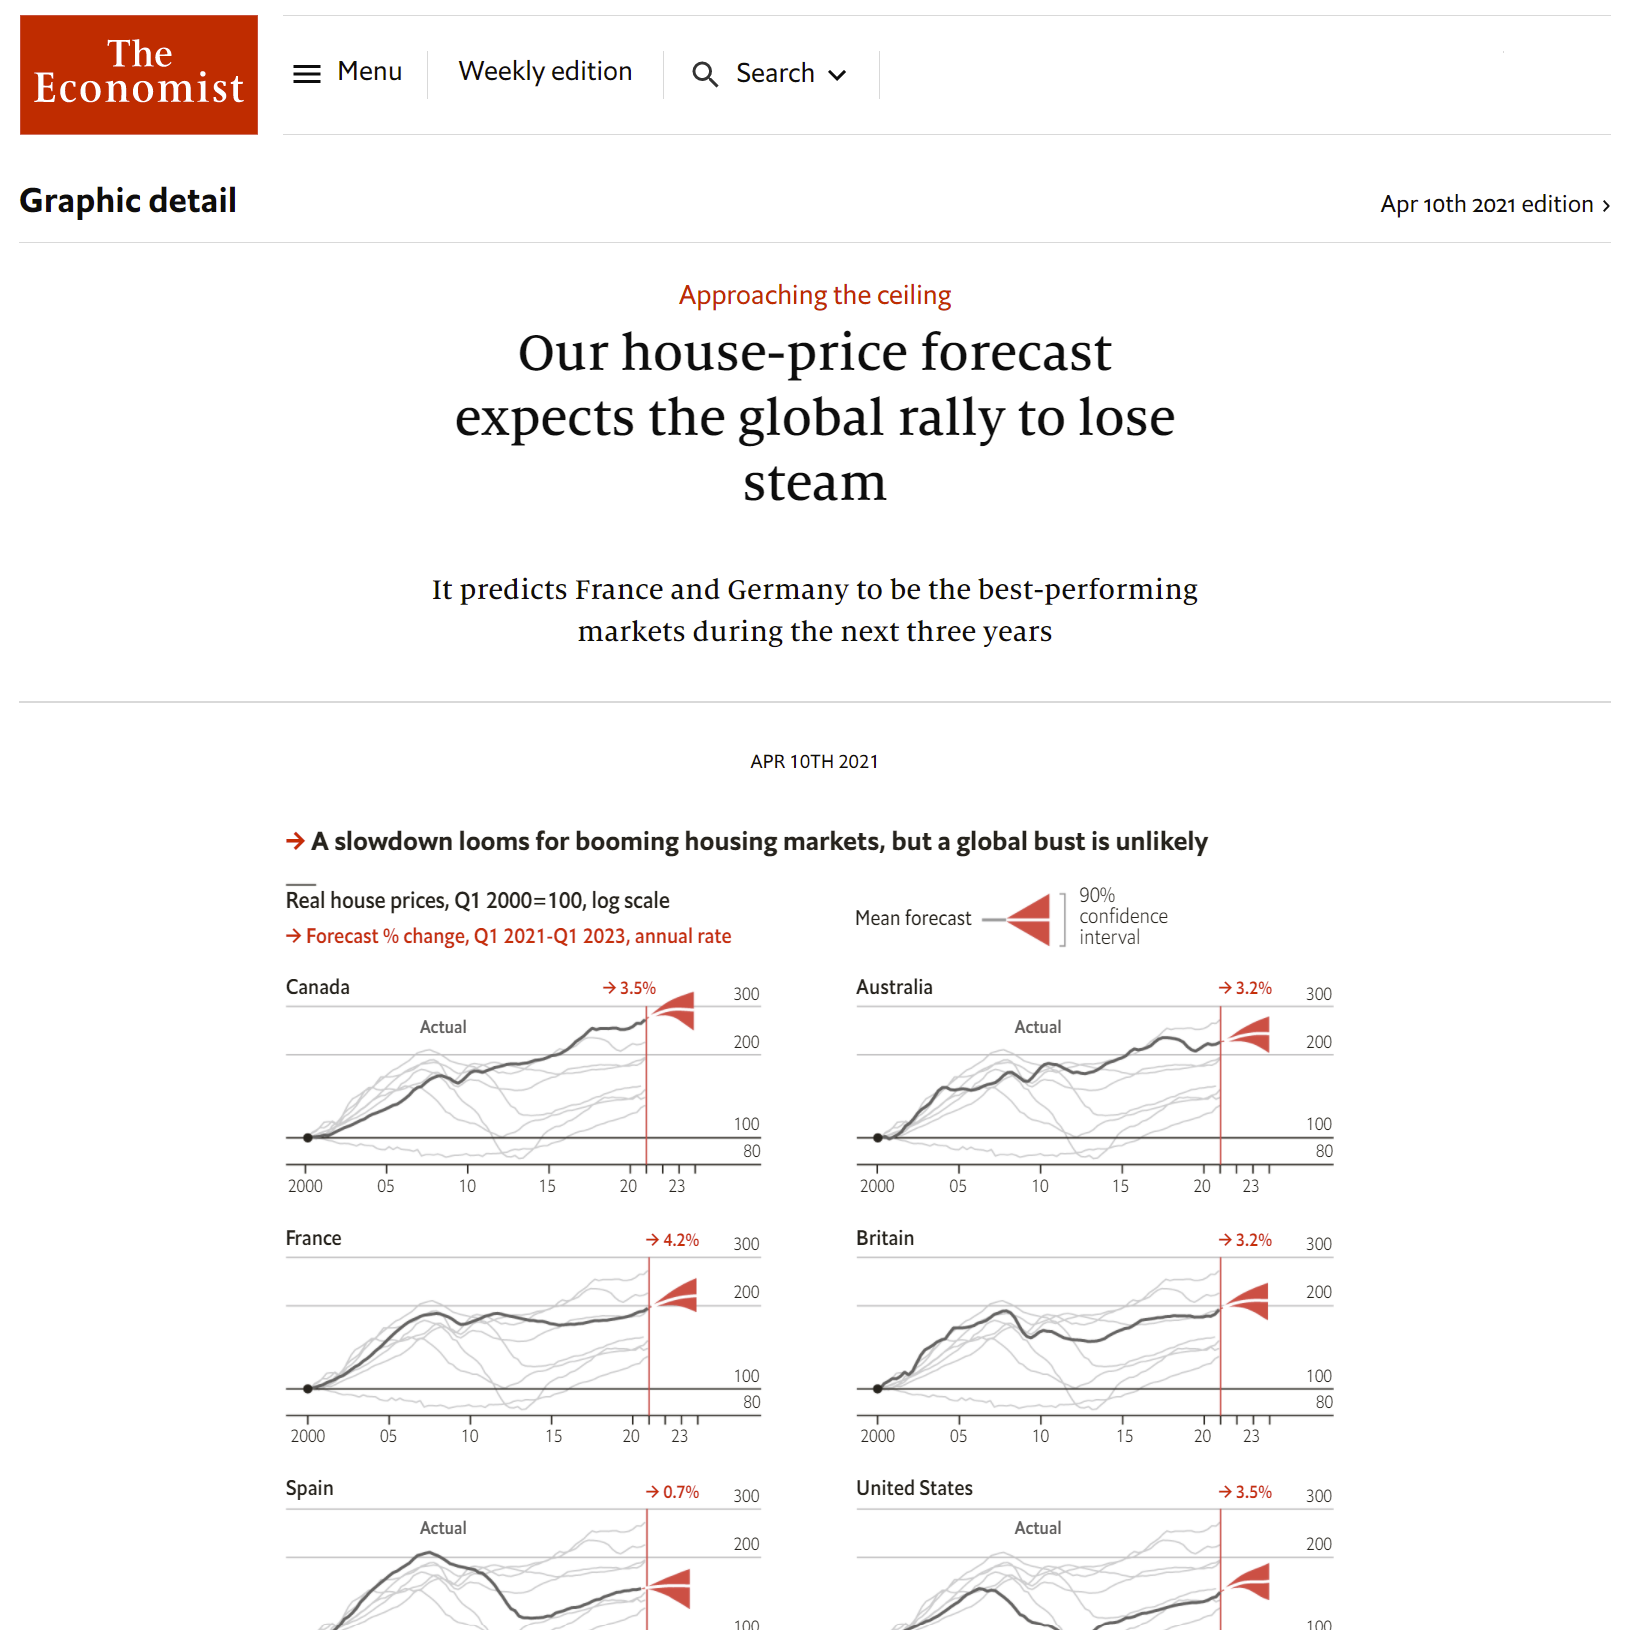 The
Economist
Menu
Weekly edition
Search
Graphic detail
Apr 10th 2021 edition ›
Approaching the ceiling
Our house-price forecast
expects the global rally to lose
steam
It predicts France and Germany to be the best-performing
markets during the next three years
APR 10TH 2021
→ A slowdown looms for booming housing markets, but a global bust is unlikely
Real house prices, Q1 2000=100, log scale
→ Forecast % change, Q1 2021-Q1 2023, annual rate
Mean forecast
90%
confidence
interval
Canada
→ 3.5%
300
Actual
200
100
80
2000 05 10 15 20 23
Australia
→ 3.2%
300
Actual
200
100
80
2000 05 10 15 20 23
France
→ 4.2%
300
200
100
80
2000 05 10 15 20 23
Britain
→ 3.2%
300
200
100
80
2000 05 10 15 20 23
Spain
→ 0.7%
300
Actual
200
100
United States
→ 3.5%
300
Actual
200
100